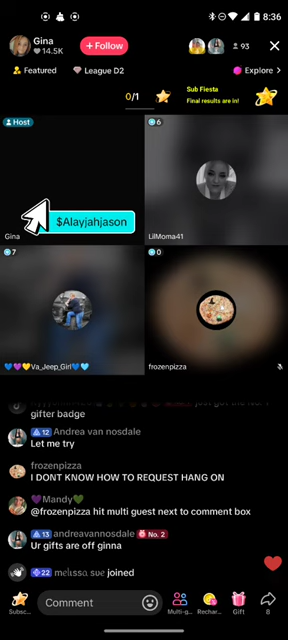 8:36
Gina
14.5K
+ Follow
93
Featured
League D2
Explore >
0/1
Sub Fiesta
Final results are in!
Host
6
$Alayjahjason
Gina
LilMoma41
7
0
💙💙💛Va_Jeep_Girl💙🩵
frozenpizza
gifter badge
12 Andrea van nosdale
Let me try
frozenpizza
I DONT KNOW HOW TO REQUEST HANG ON
💜Mandy💚
@frozenpizza hit multi guest next to comment box
13 andreavannosdale No. 2
Ur gifts are off ginna
22 melissa sue joined
Comment
Subsc...
Multi-g...
Rechar...
Gift
8